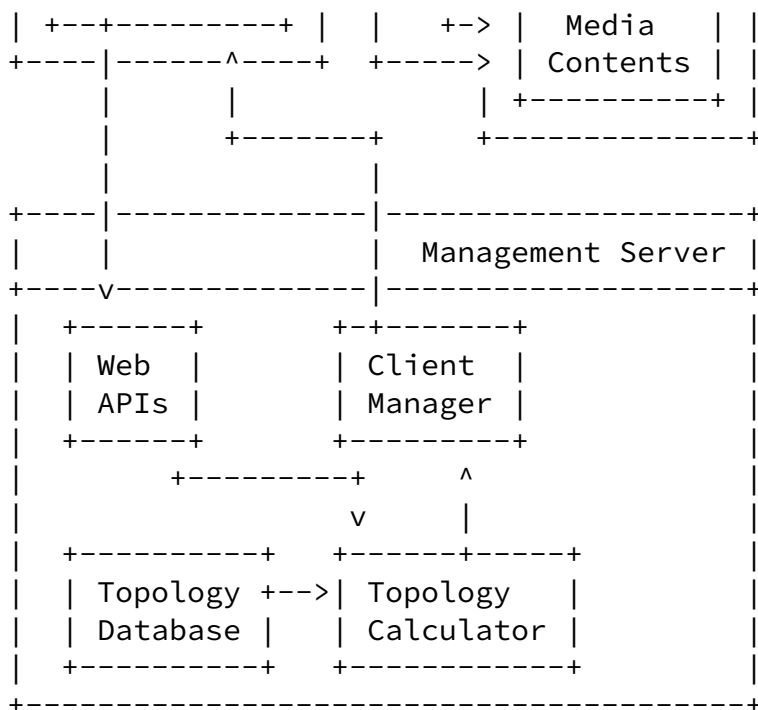 Media
Contents
Management Server
Web
APIs
Client
Manager
Topology
Database
Topology
Calculator